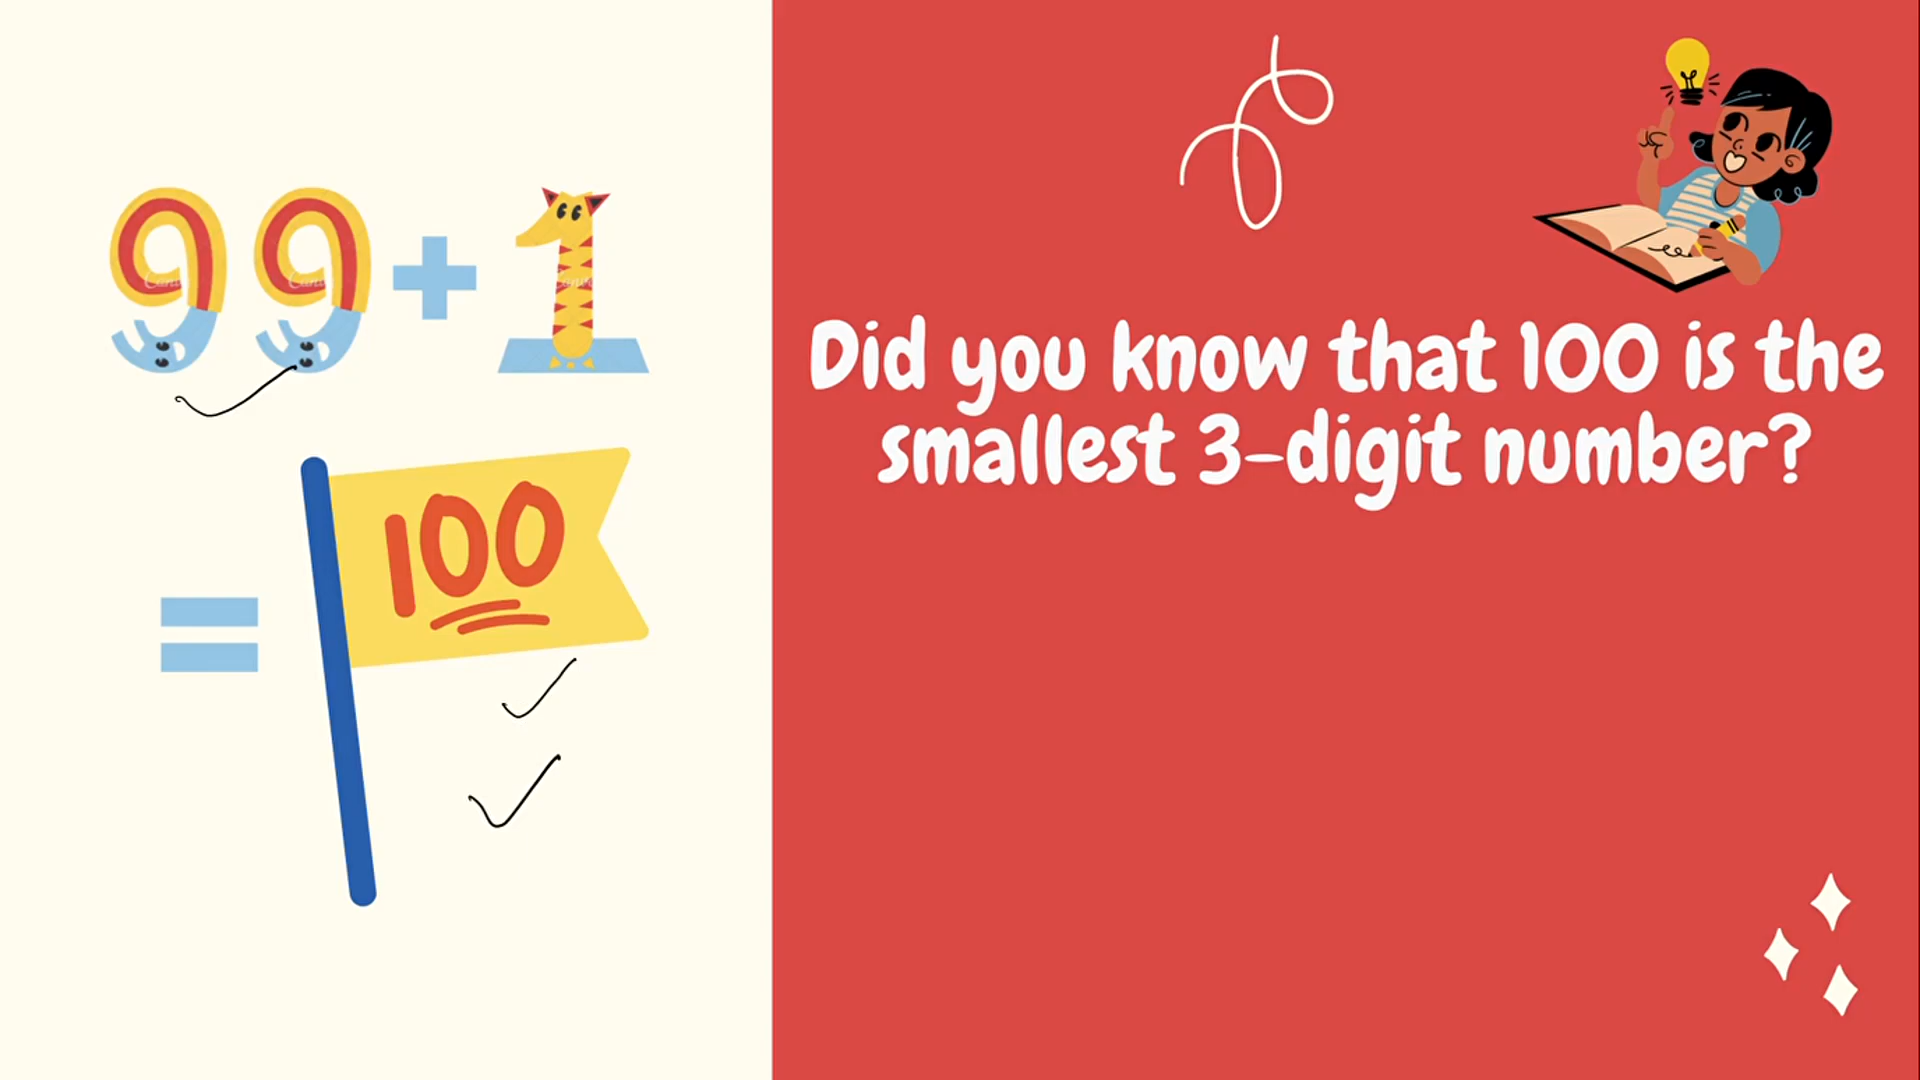 99+1
=
100
Did you know that 100 is the
smallest 3-digit number?